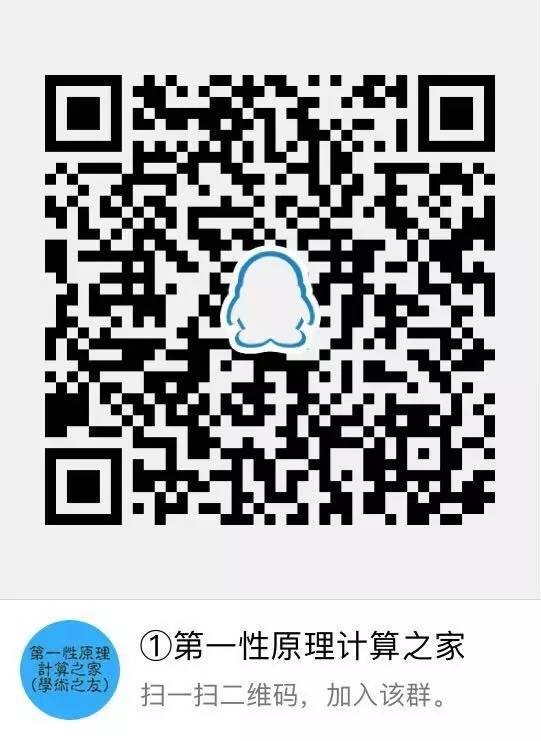 第一性原理
計算之家
(學術之友)
①第一性原理计算之家
扫一扫二维码，加入该群。